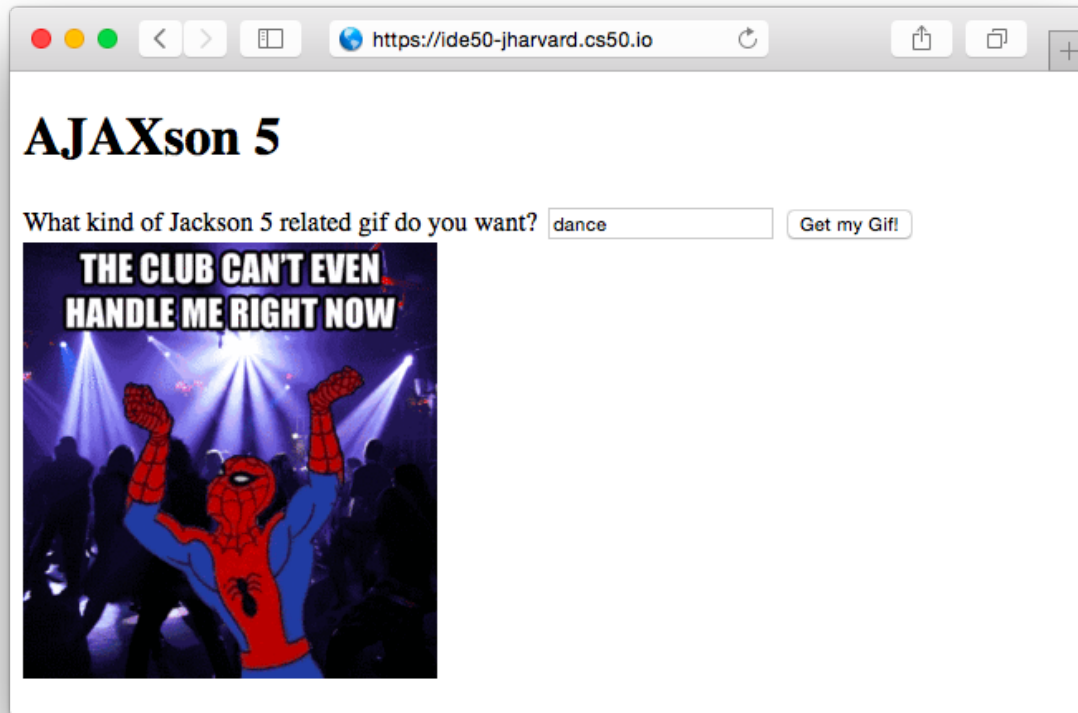 https://ide50-jharvard.cs50.io
AJAXson 5
What kind of Jackson 5 related gif do you want? dance Get my Gif!
THE CLUB CAN'T EVEN
HANDLE ME RIGHT NOW